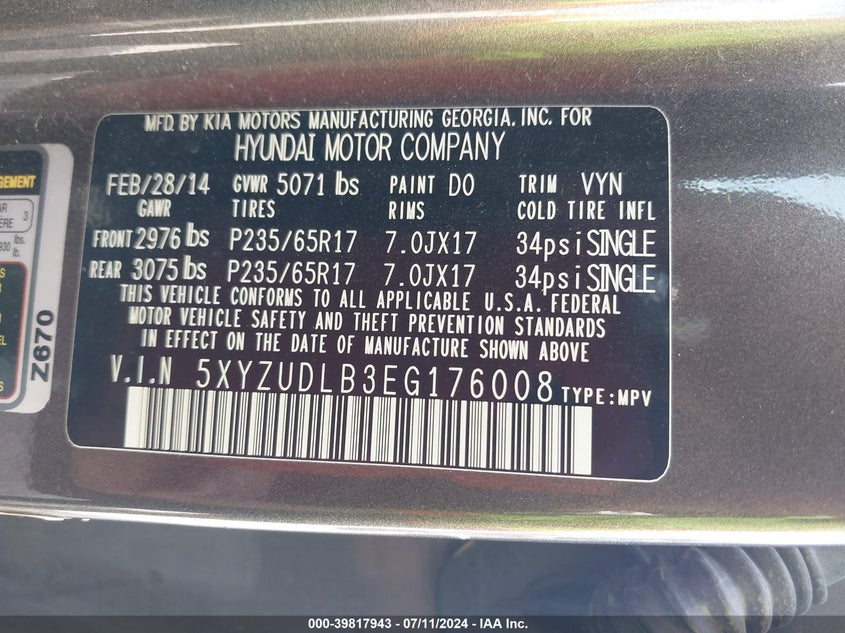 MFD. BY KIA MOTORS MANUFACTURING GEORGIA, INC. FOR
HYUNDAI MOTOR COMPANY
FEB/28/14 GVWR 5071 lbs PAINT D0 TRIM VYN
GAWR TIRES RIMS COLD TIRE INFL
FRONT 2976 lbs P235/65R17 7.0JX17 34psi SINGLE
REAR 3075 lbs P235/65R17 7.0JX17 34psi SINGLE
THIS VEHICLE CONFORMS TO ALL APPLICABLE U.S.A. FEDERAL
MOTOR VEHICLE SAFETY AND THEFT PREVENTION STANDARDS
IN EFFECT ON THE DATE OF MANUFACTURE SHOWN ABOVE
V.I.N 5XYZUDLB3EG176008 TYPE:MPV
3
lbs.
lb.
Z670
000-39817943 - 07/11/2024 - IAA Inc.